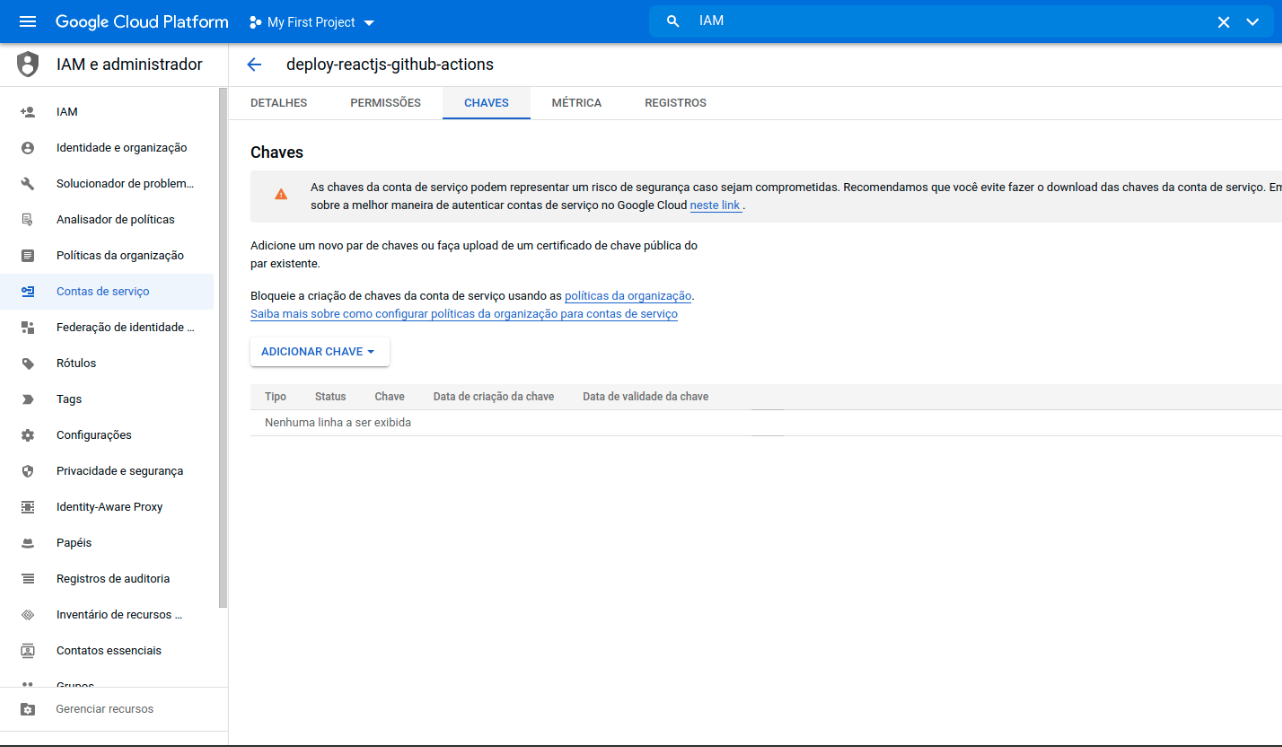 Google Cloud Platform
My First Project
IAM
IAM e administrador
deploy-reactjs-github-actions
IAM
Identidade e organização
Solucionador de problem...
Analisador de políticas
Políticas da organização
Contas de serviço
Federação de identidade ...
Rótulos
Tags
Configurações
Privacidade e segurança
Identity-Aware Proxy
Papéis
Registros de auditoria
Inventário de recursos ...
Contatos essenciais
Grupos
Gerenciar recursos
DETALHES
PERMISSÕES
CHAVES
MÉTRICA
REGISTROS
Chaves
As chaves da conta de serviço podem representar um risco de segurança caso sejam comprometidas. Recomendamos que você evite fazer o download das chaves da conta de serviço. Em
sobre a melhor maneira de autenticar contas de serviço no Google Cloud neste link .
Adicione um novo par de chaves ou faça upload de um certificado de chave pública do
par existente.
Bloqueie a criação de chaves da conta de serviço usando as políticas da organização.
Saiba mais sobre como configurar políticas da organização para contas de serviço
ADICIONAR CHAVE
Tipo Status Chave Data de criação da chave Data de validade da chave
Nenhuma linha a ser exibida